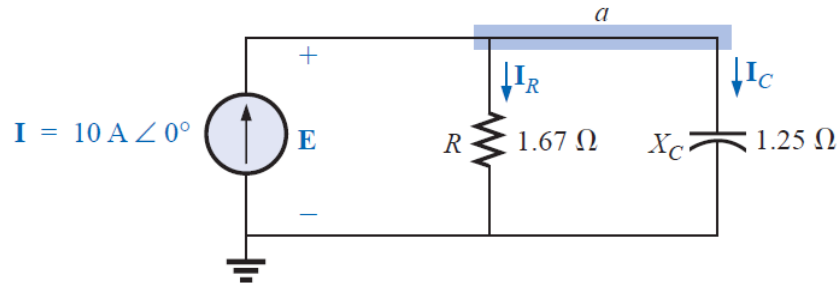 a
+
I = 10 A ∠ 0°
E
−
I_R
R
1.67 Ω
I_C
X_C
1.25 Ω